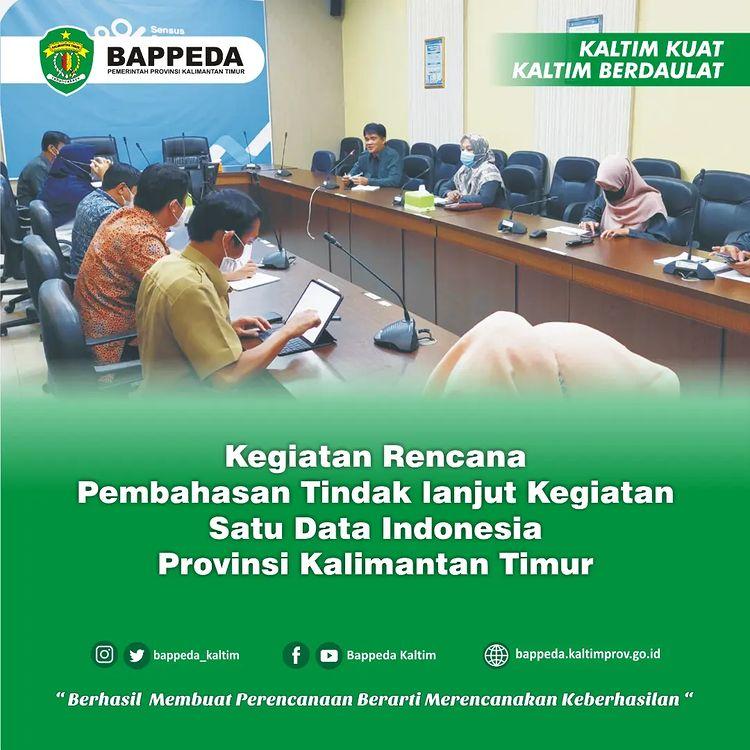 Sensus
BAPPEDA
PEMERINTAH PROVINSI KALIMANTAN TIMUR
KALTIM KUAT
KALTIM BERDAULAT
Kegiatan Rencana
Pembahasan Tindak lanjut Kegiatan
Satu Data Indonesia
Provinsi Kalimantan Timur
bappeda_kaltim
Bappeda Kaltim
bappeda.kaltimprov.go.id
“ Berhasil Membuat Perencanaan Berarti Merencanakan Keberhasilan “